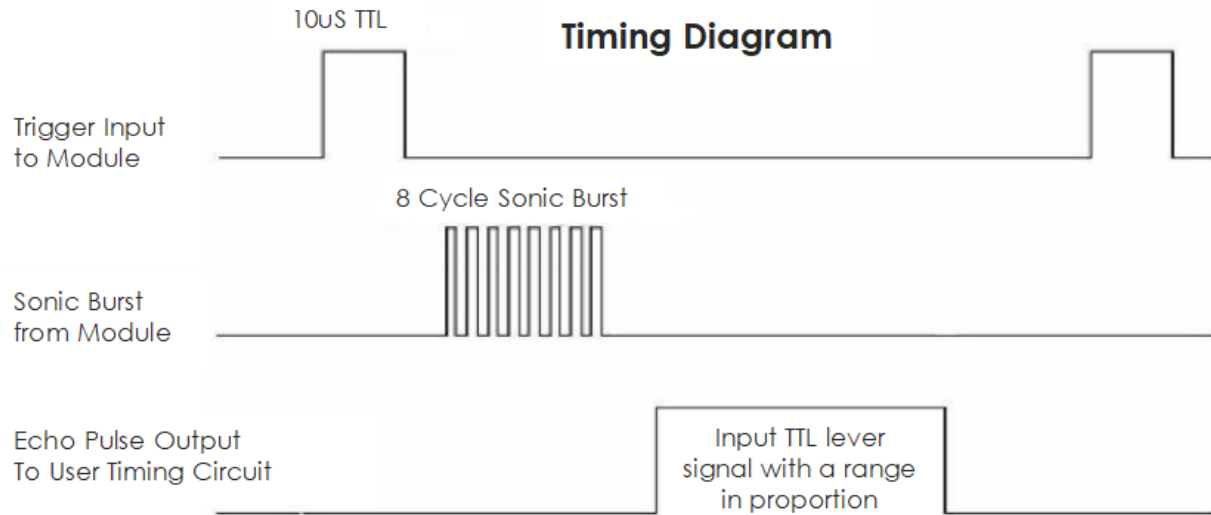 10uS TTL
Timing Diagram
Trigger Input
to Module
8 Cycle Sonic Burst
Sonic Burst
from Module
Echo Pulse Output
To User Timing Circuit
Input TTL lever
signal with a range
in proportion